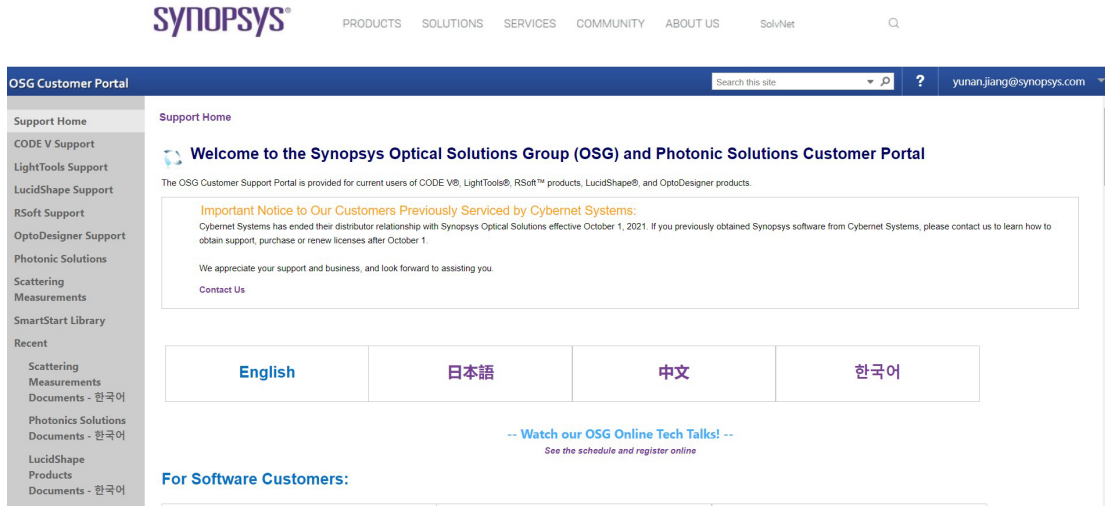 SYNOPSYS®
PRODUCTS SOLUTIONS SERVICES COMMUNITY ABOUT US SolvNet
OSG Customer Portal
Search this site
?
yunan.jiang@synopsys.com
Support Home
CODE V Support
LightTools Support
LucidShape Support
RSoft Support
OptoDesigner Support
Photonic Solutions
Scattering
Measurements
SmartStart Library
Recent
Scattering
Measurements
Documents - 한국어
Photonics Solutions
Documents - 한국어
LucidShape
Products
Documents - 한국어
Support Home
Welcome to the Synopsys Optical Solutions Group (OSG) and Photonic Solutions Customer Portal
The OSG Customer Support Portal is provided for current users of CODE V®, LightTools®, RSoft™ products, LucidShape®, and OptoDesigner products.
Important Notice to Our Customers Previously Serviced by Cybernet Systems:
Cybernet Systems has ended their distributor relationship with Synopsys Optical Solutions effective October 1, 2021. If you previously obtained Synopsys software from Cybernet Systems, please contact us to learn how to
obtain support, purchase or renew licenses after October 1.
We appreciate your support and business, and look forward to assisting you.
Contact Us
English 日本語 中文 한국어
-- Watch our OSG Online Tech Talks! --
See the schedule and register online
For Software Customers: